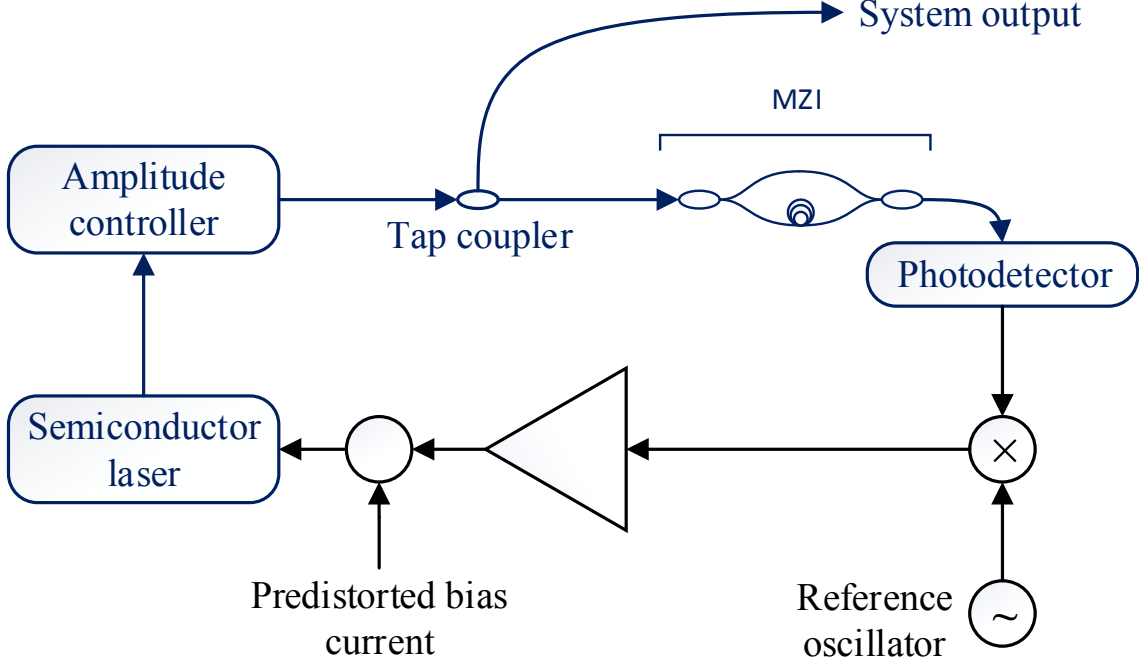 System output
MZI
Amplitude
controller
Tap coupler
Photodetector
Semiconductor
laser
×
Predistorted bias
current
Reference
oscillator
~